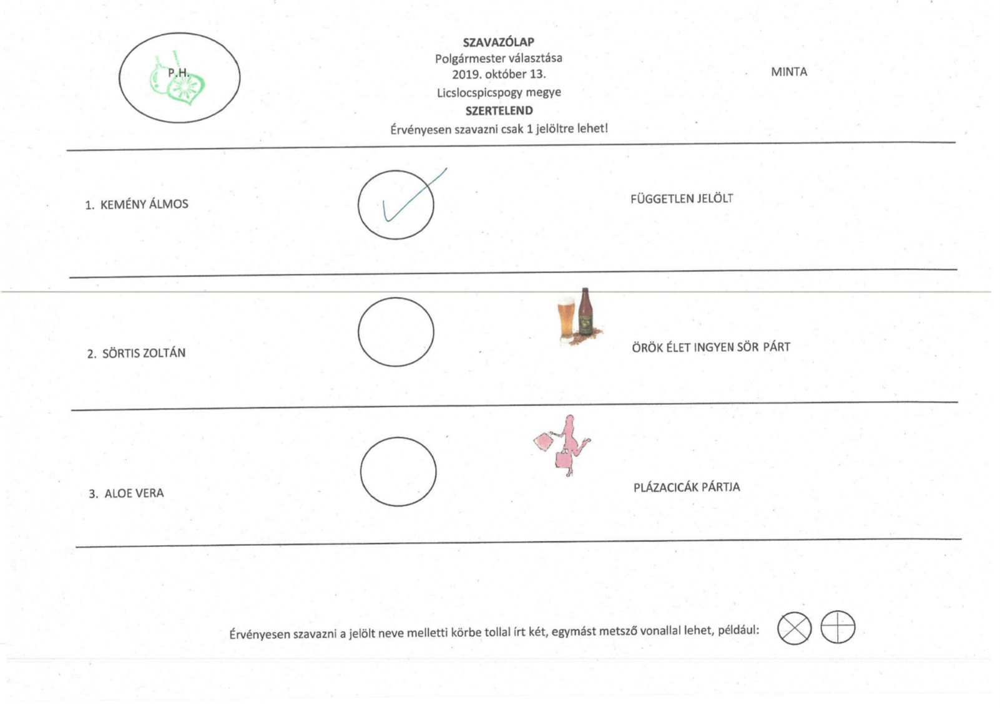 P.H.
SZAVAZÓLAP
Polgármester választása
2019. október 13.
Licslocspicspogy megye
SZERTELEND
Érvényesen szavazni csak 1 jelöltre lehet!
MINTA
1. KEMÉNY ÁLMOS
FÜGGETLEN JELÖLT
2. SÖRTIS ZOLTÁN
ÖRÖK ÉLET INGYEN SÖR PÁRT
3. ALOE VERA
PLÁZACICÁK PÁRTJA
Érvényesen szavazni a jelölt neve melletti körbe tollal írt két, egymást metsző vonallal lehet, például: